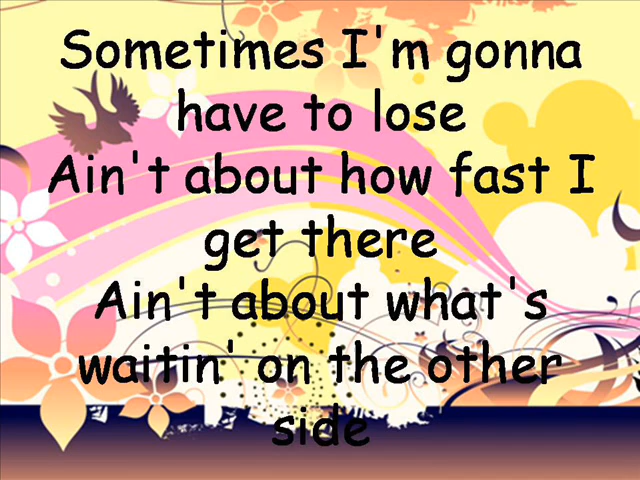 Sometimes I'm gonna
have to lose
Ain't about how fast I
get there
Ain't about what's
waitin' on the other
side